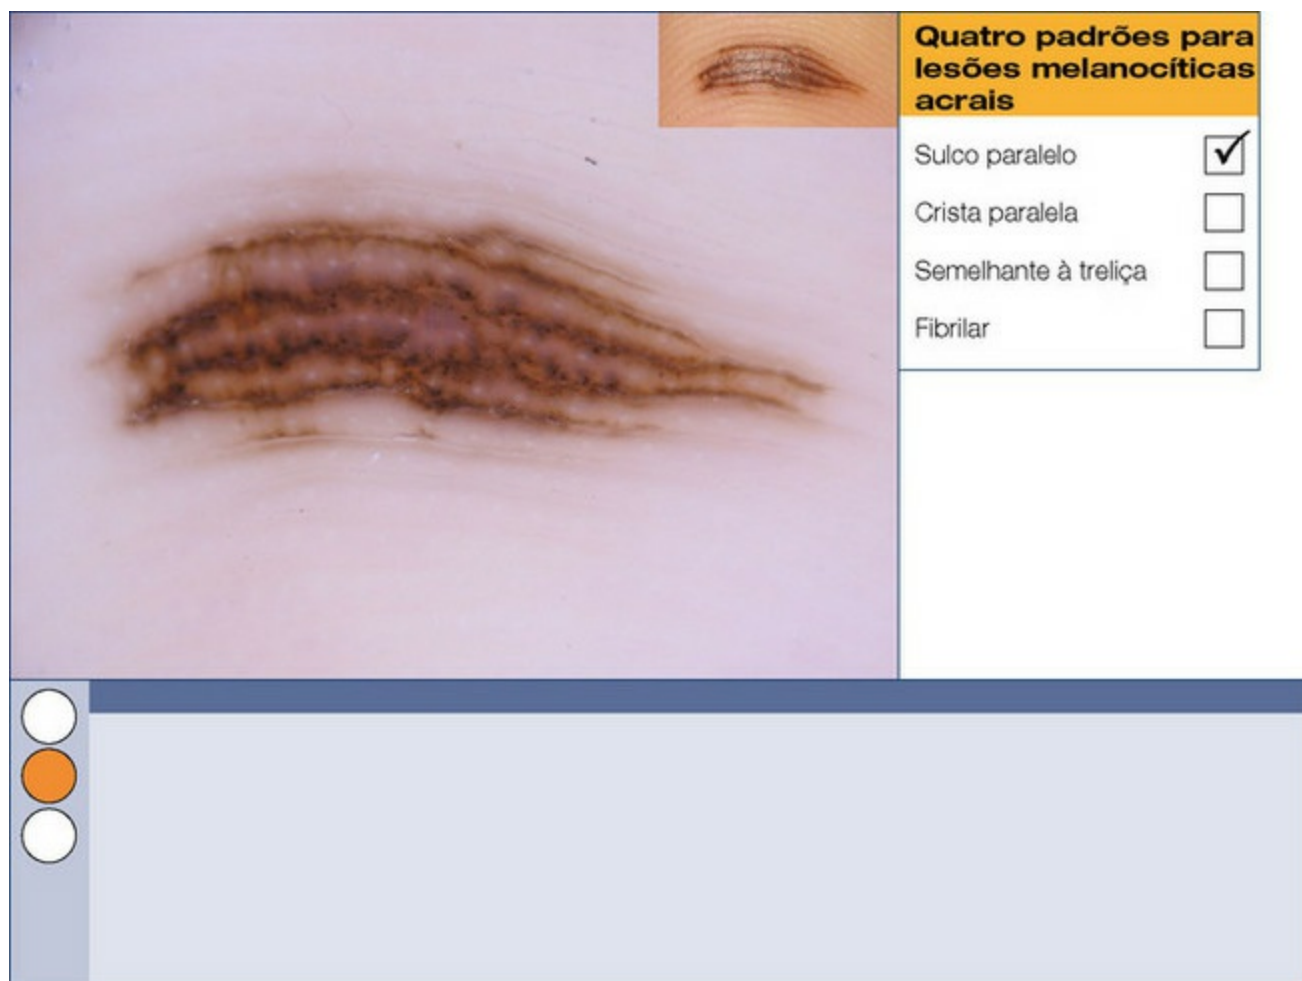 Quatro padrões para
lesões melanocíticas
acrais
Sulco paralelo
Crista paralela
Semelhante à treliça
Fibrilar